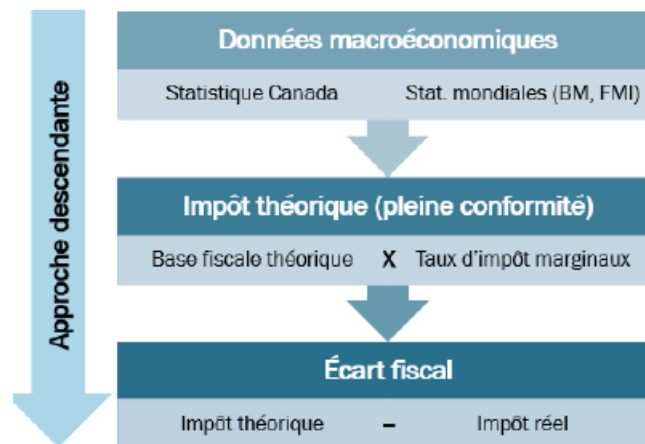 Approche descendante
Données macroéconomiques
Statistique Canada Stat. mondiales (BM, FMI)
Impôt théorique (pleine conformité)
Base fiscale théorique X Taux d'impôt marginaux
Écart fiscal
Impôt théorique – Impôt réel